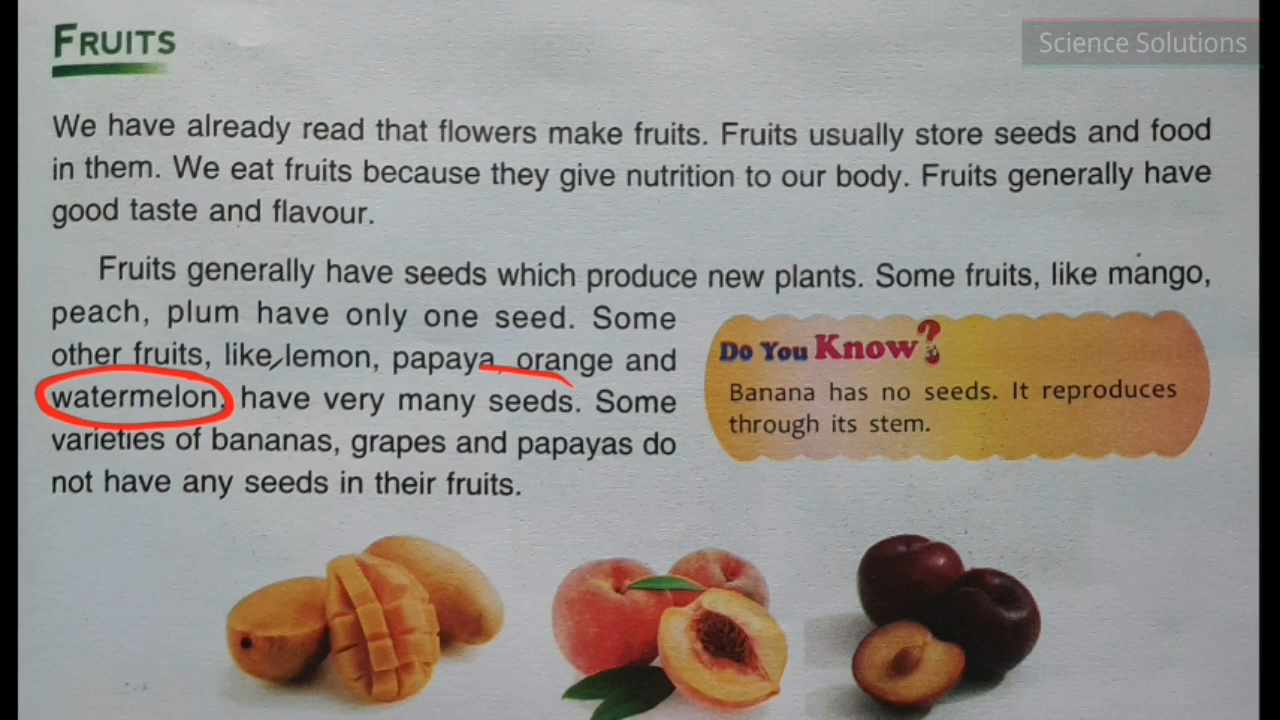 FRUITS
Science Solutions
We have already read that flowers make fruits. Fruits usually store seeds and food
in them. We eat fruits because they give nutrition to our body. Fruits generally have
good taste and flavour.
Fruits generally have seeds which produce new plants. Some fruits, like mango,
peach, plum have only one seed. Some
other fruits, like, lemon, papaya, orange and
watermelon, have very many seeds. Some
varieties of bananas, grapes and papayas do
not have any seeds in their fruits.
Do You Know?
Banana has no seeds. It reproduces
through its stem.